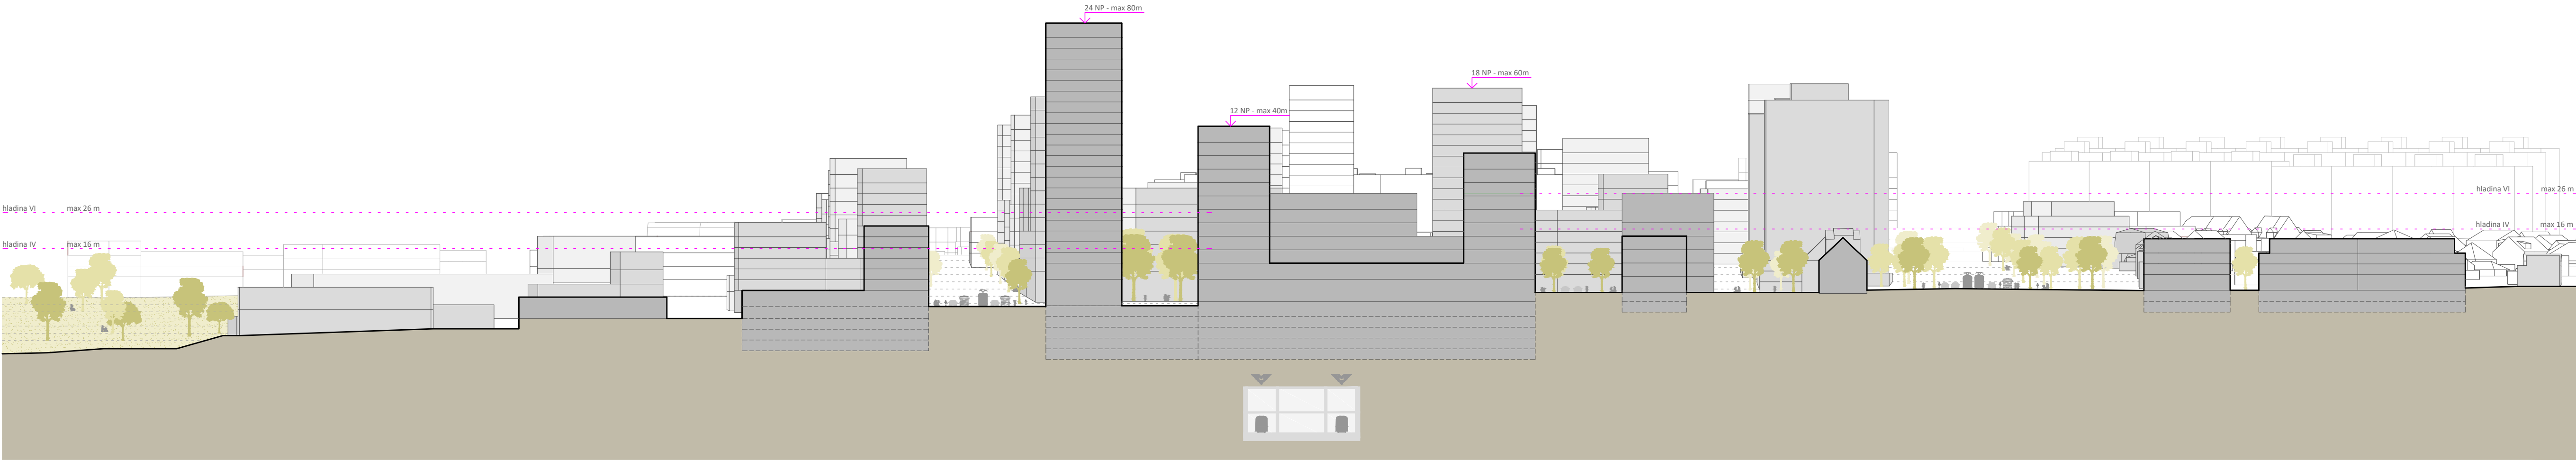 24 NP - max 80m
18 NP - max 60m
12 NP - max 40m
hladina VI max 26 m
hladina VI max 26 m
hladina IV max 16 m
hladina IV max 16 m